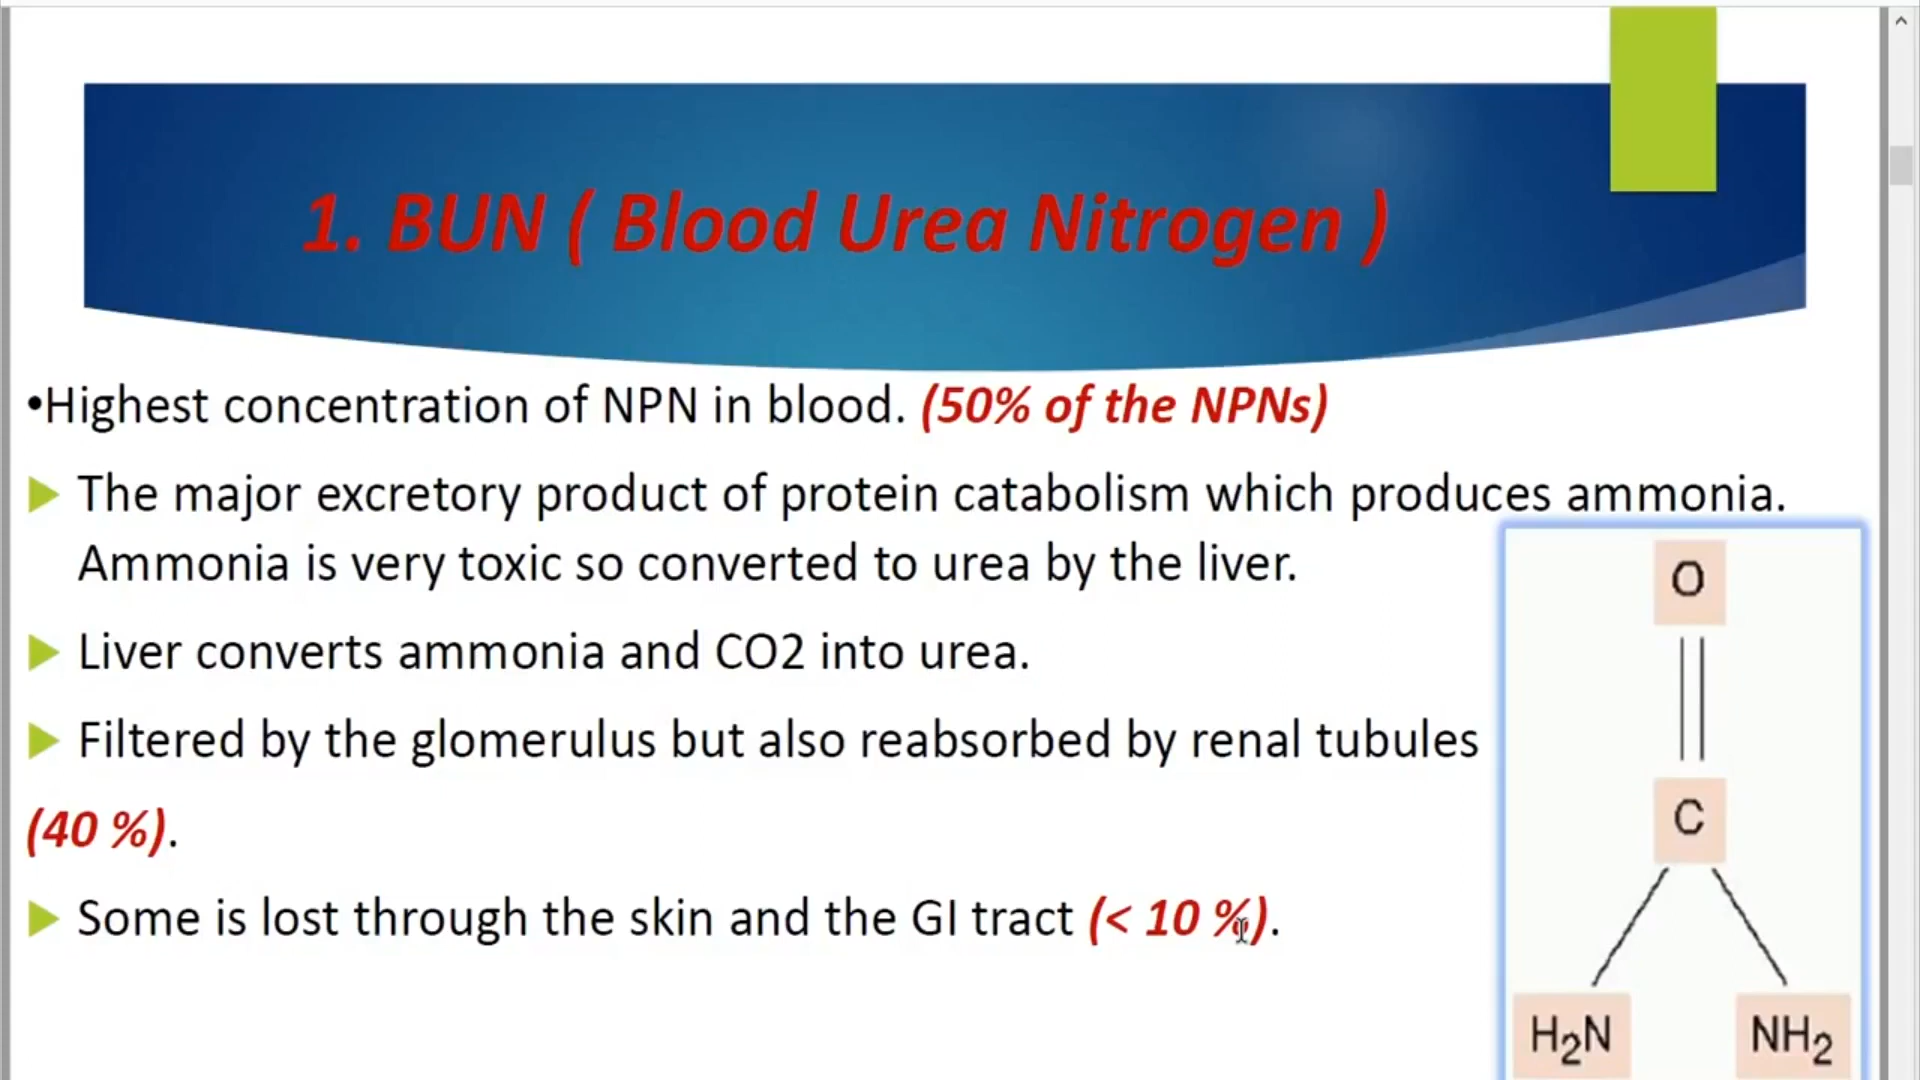 1. BUN ( Blood Urea Nitrogen )
•Highest concentration of NPN in blood. (50% of the NPNs)
The major excretory product of protein catabolism which produces ammonia.
Ammonia is very toxic so converted to urea by the liver.
Liver converts ammonia and CO2 into urea.
Filtered by the glomerulus but also reabsorbed by renal tubules
(40 %).
Some is lost through the skin and the GI tract (< 10 %).
O
C
H₂N NH₂